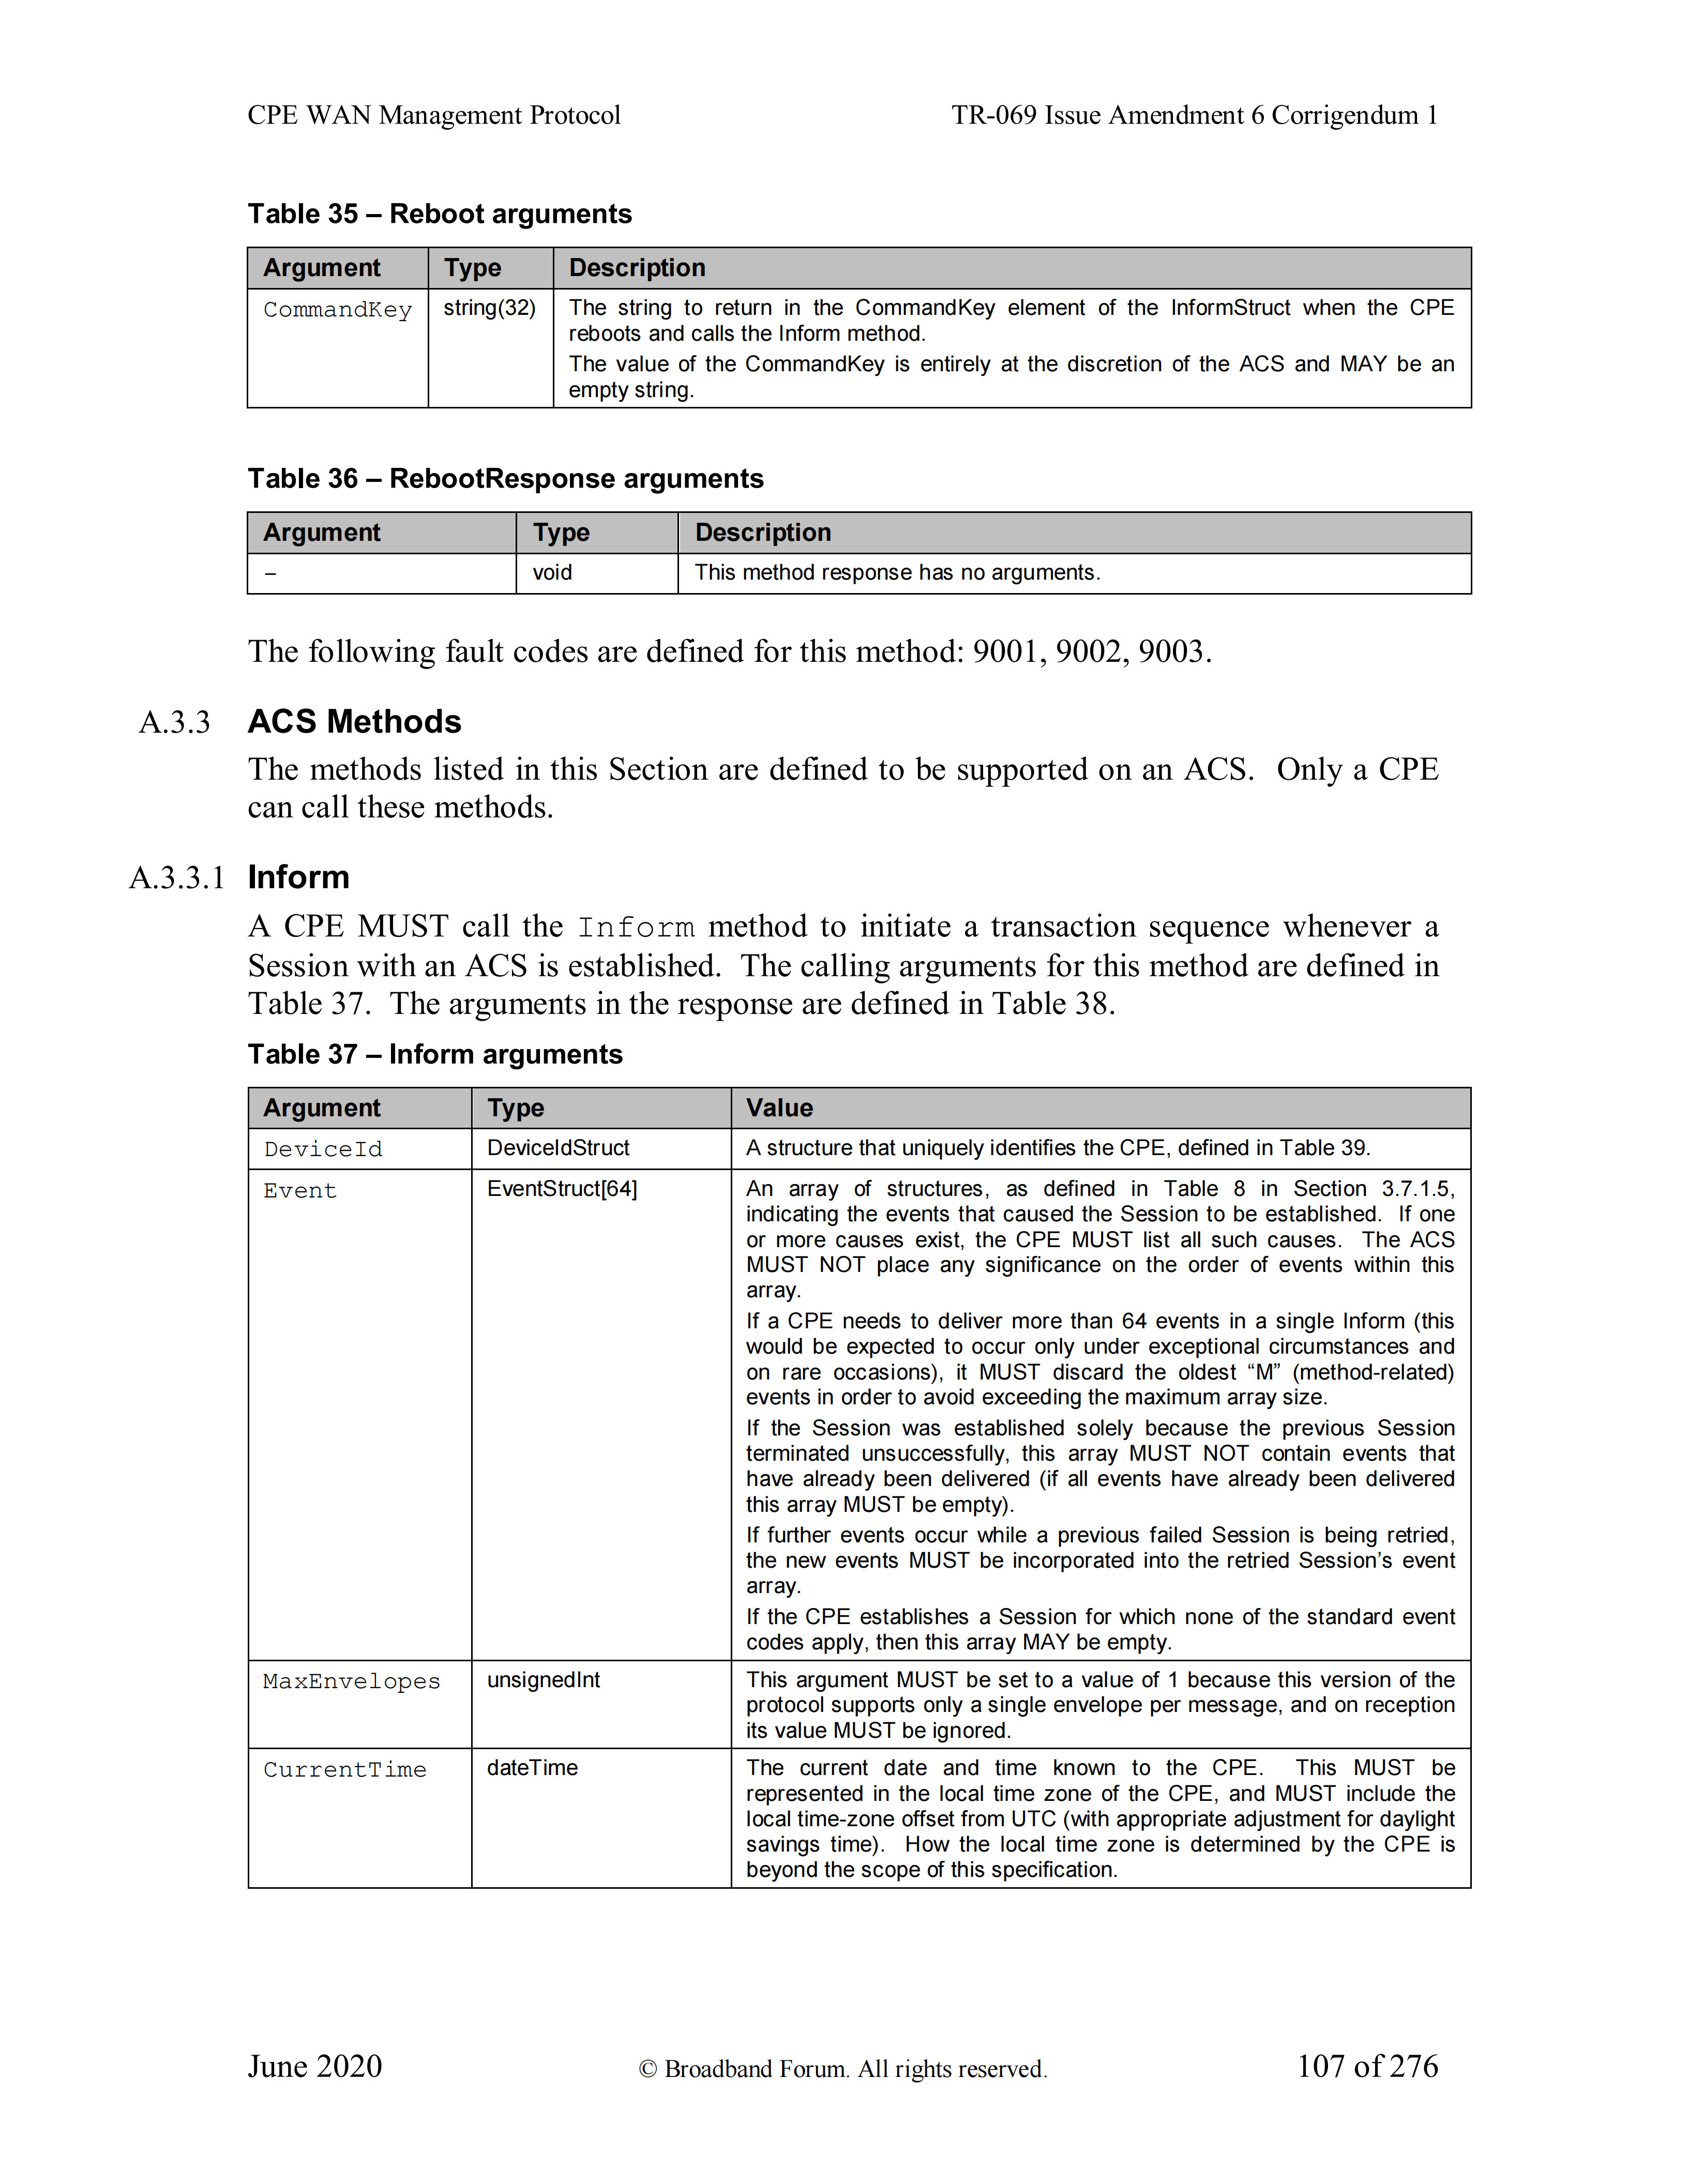 CPE WAN Management Protocol TR-069 Issue Amendment 6 Corrigendum 1
Table 35 – Reboot arguments
Argument Type Description
CommandKey string(32) The string to return in the CommandKey element of the InformStruct when the CPE
reboots and calls the Inform method.
The value of the CommandKey is entirely at the discretion of the ACS and MAY be an
empty string.
Table 36 – RebootResponse arguments
Argument Type Description
– void This method response has no arguments.
The following fault codes are defined for this method: 9001, 9002, 9003.
A.3.3 ACS Methods
The methods listed in this Section are defined to be supported on an ACS. Only a CPE
can call these methods.
A.3.3.1 Inform
A CPE MUST call the Inform method to initiate a transaction sequence whenever a
Session with an ACS is established. The calling arguments for this method are defined in
Table 37. The arguments in the response are defined in Table 38.
Table 37 – Inform arguments
Argument Type Value
DeviceId DeviceIdStruct A structure that uniquely identifies the CPE, defined in Table 39.
Event EventStruct[64] An array of structures, as defined in Table 8 in Section 3.7.1.5,
indicating the events that caused the Session to be established. If one
or more causes exist, the CPE MUST list all such causes. The ACS
MUST NOT place any significance on the order of events within this
array.
If a CPE needs to deliver more than 64 events in a single Inform (this
would be expected to occur only under exceptional circumstances and
on rare occasions), it MUST discard the oldest “M” (method-related)
events in order to avoid exceeding the maximum array size.
If the Session was established solely because the previous Session
terminated unsuccessfully, this array MUST NOT contain events that
have already been delivered (if all events have already been delivered
this array MUST be empty).
If further events occur while a previous failed Session is being retried,
the new events MUST be incorporated into the retried Session’s event
array.
If the CPE establishes a Session for which none of the standard event
codes apply, then this array MAY be empty.
MaxEnvelopes unsignedInt This argument MUST be set to a value of 1 because this version of the
protocol supports only a single envelope per message, and on reception
its value MUST be ignored.
CurrentTime dateTime The current date and time known to the CPE. This MUST be
represented in the local time zone of the CPE, and MUST include the
local time-zone offset from UTC (with appropriate adjustment for daylight
savings time). How the local time zone is determined by the CPE is
beyond the scope of this specification.
June 2020 © Broadband Forum. All rights reserved. 107 of 276